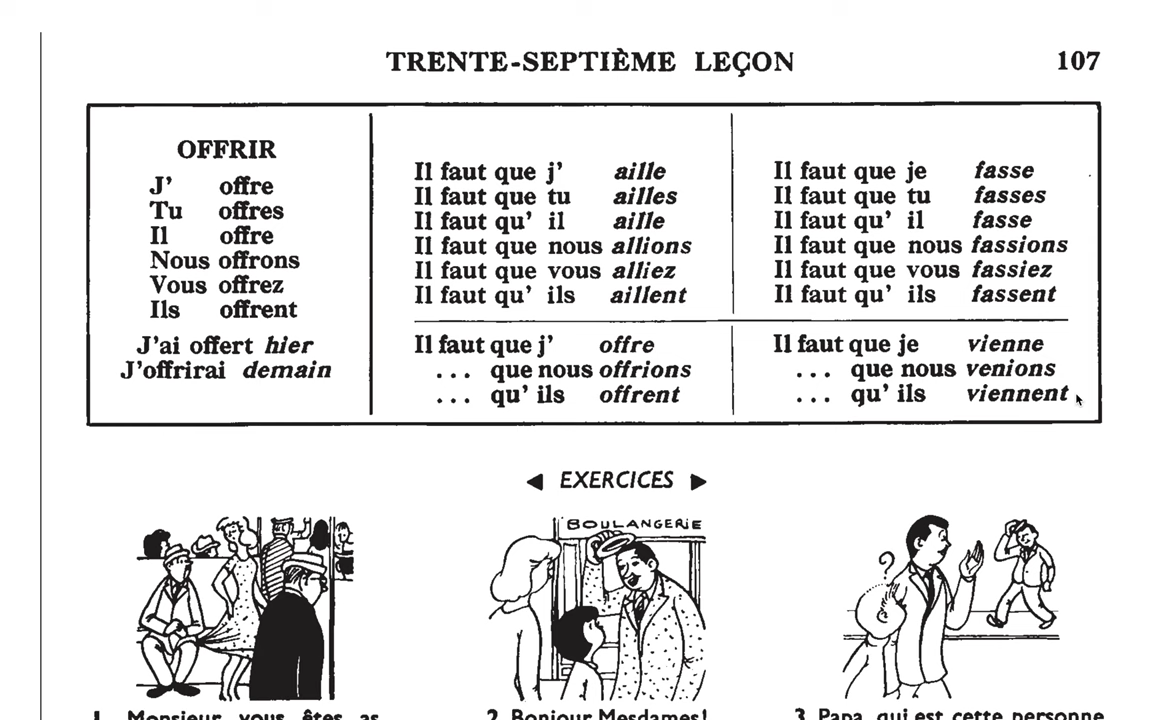 TRENTE-SEPTIÈME LEÇON 107
OFFRIR
J' offre
Tu offres
Il offre
Nous offrons
Vous offrez
Ils offrent
J'ai offert hier
J'offrirai demain
Il faut que j' aille
Il faut que tu ailles
Il faut qu' il aille
Il faut que nous allions
Il faut que vous alliez
Il faut qu' ils aillent
Il faut que j' offre
... que nous offrions
... qu' ils offrent
Il faut que je fasse
Il faut que tu fasses
Il faut qu' il fasse
Il faut que nous fassions
Il faut que vous fassiez
Il faut qu' ils fassent
Il faut que je vienne
... que nous venions
... qu' ils viennent
◄ EXERCICES ►
BOULANGERiE
?
1. Monsieur, vous êtes as
2. Bonjour Mesdames!
3. Papa, qui est cette personne